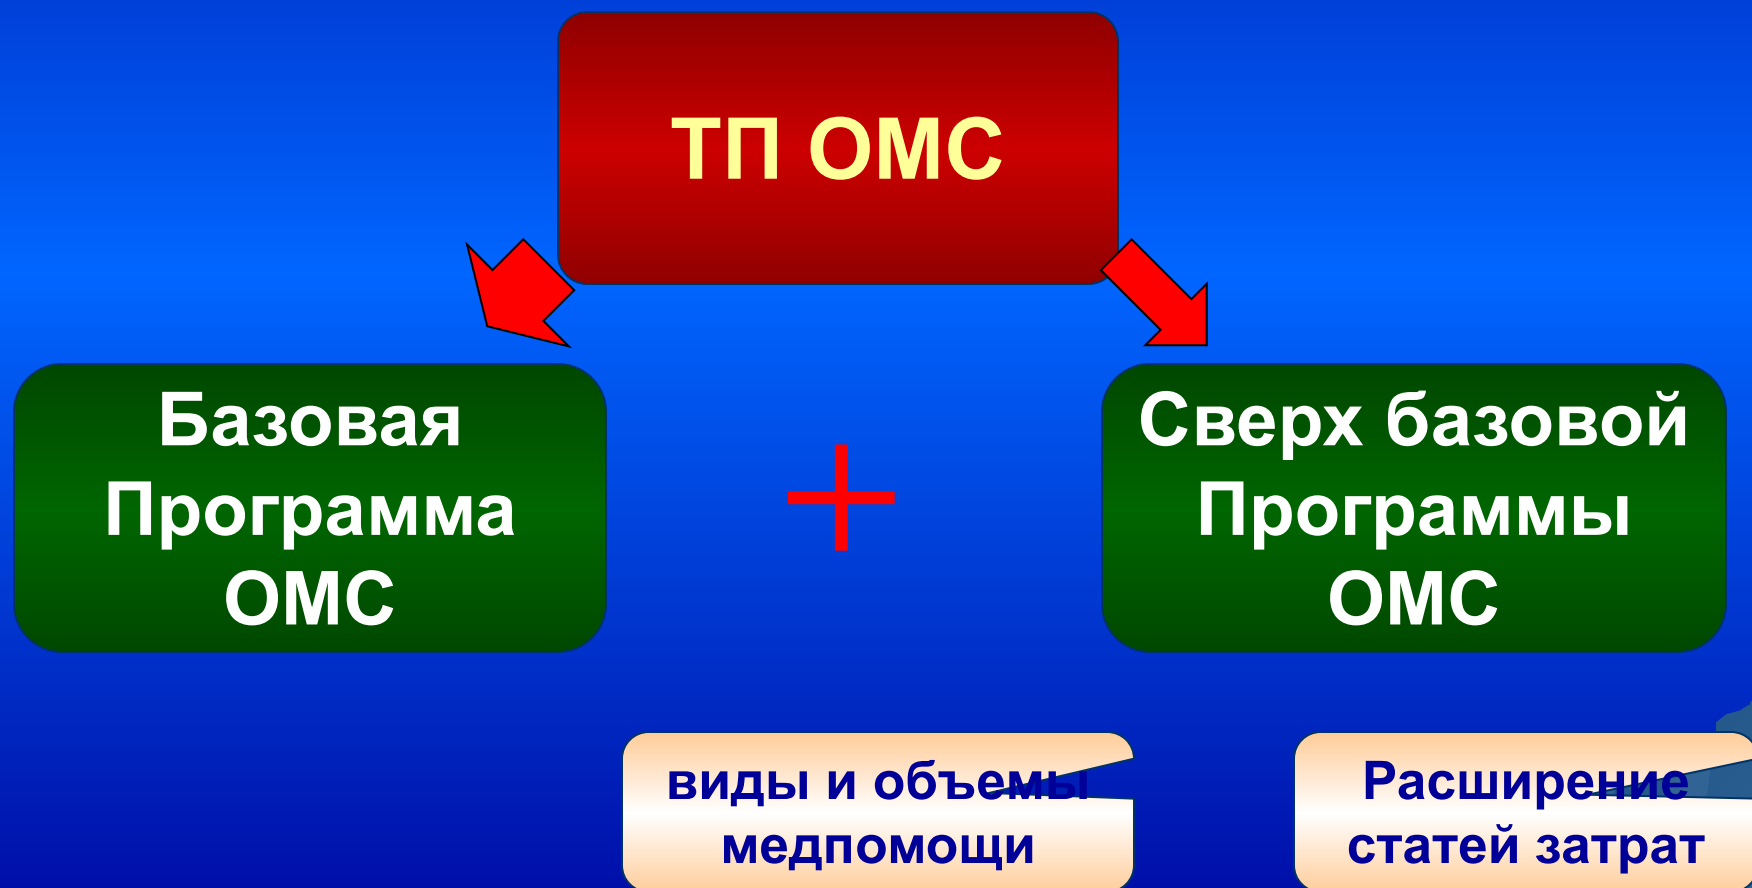 ТП ОМС
Базовая
Программа
ОМС
+
Сверх базовой
Программы
ОМС
виды и объемы
медпомощи
Расширение
статей затрат